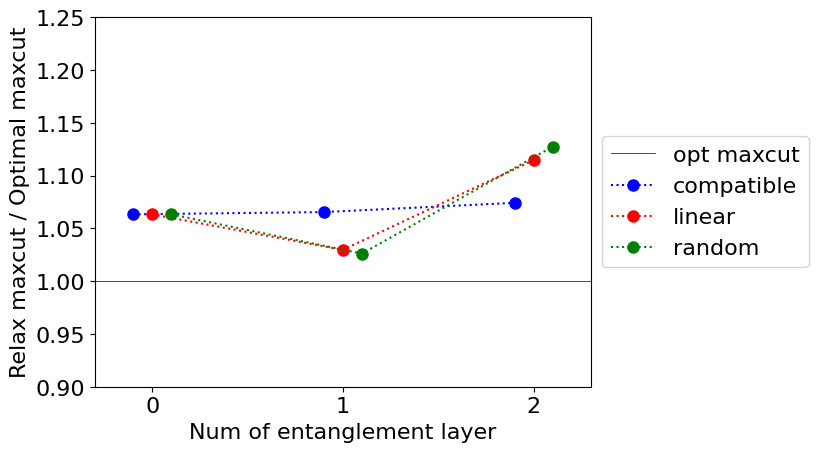 Relax maxcut / Optimal maxcut
1.25
1.20
1.15
1.10
1.05
1.00
0.95
0.90
0
1
2
Num of entanglement layer
opt maxcut
compatible
linear
random